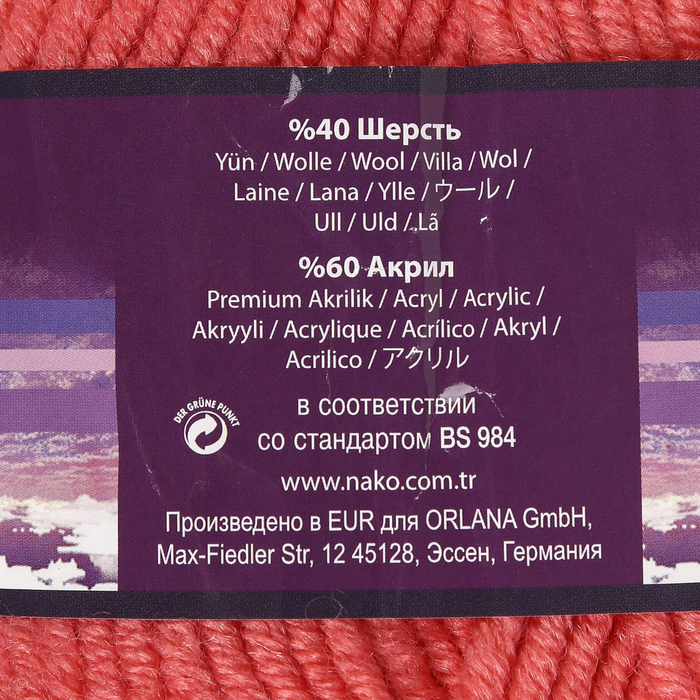 %40 Шерсть
Yün / Wolle / Wool / Villa / Wol /
Laine / Lana / Ylle / ウール /
Ull / Uld / Lã
%60 Акрил
Premium Akrilik / Acryl / Acrylic /
Akryyli / Acrylique / Acrílico / Akryl /
Acrilico / アクリル
DER GRÜNE PUNKT
в соответствии
со стандартом BS 984
www.nako.com.tr
Произведено в EUR для ORLANA GmbH,
Max-Fiedler Str, 12 45128, Эссен, Германия